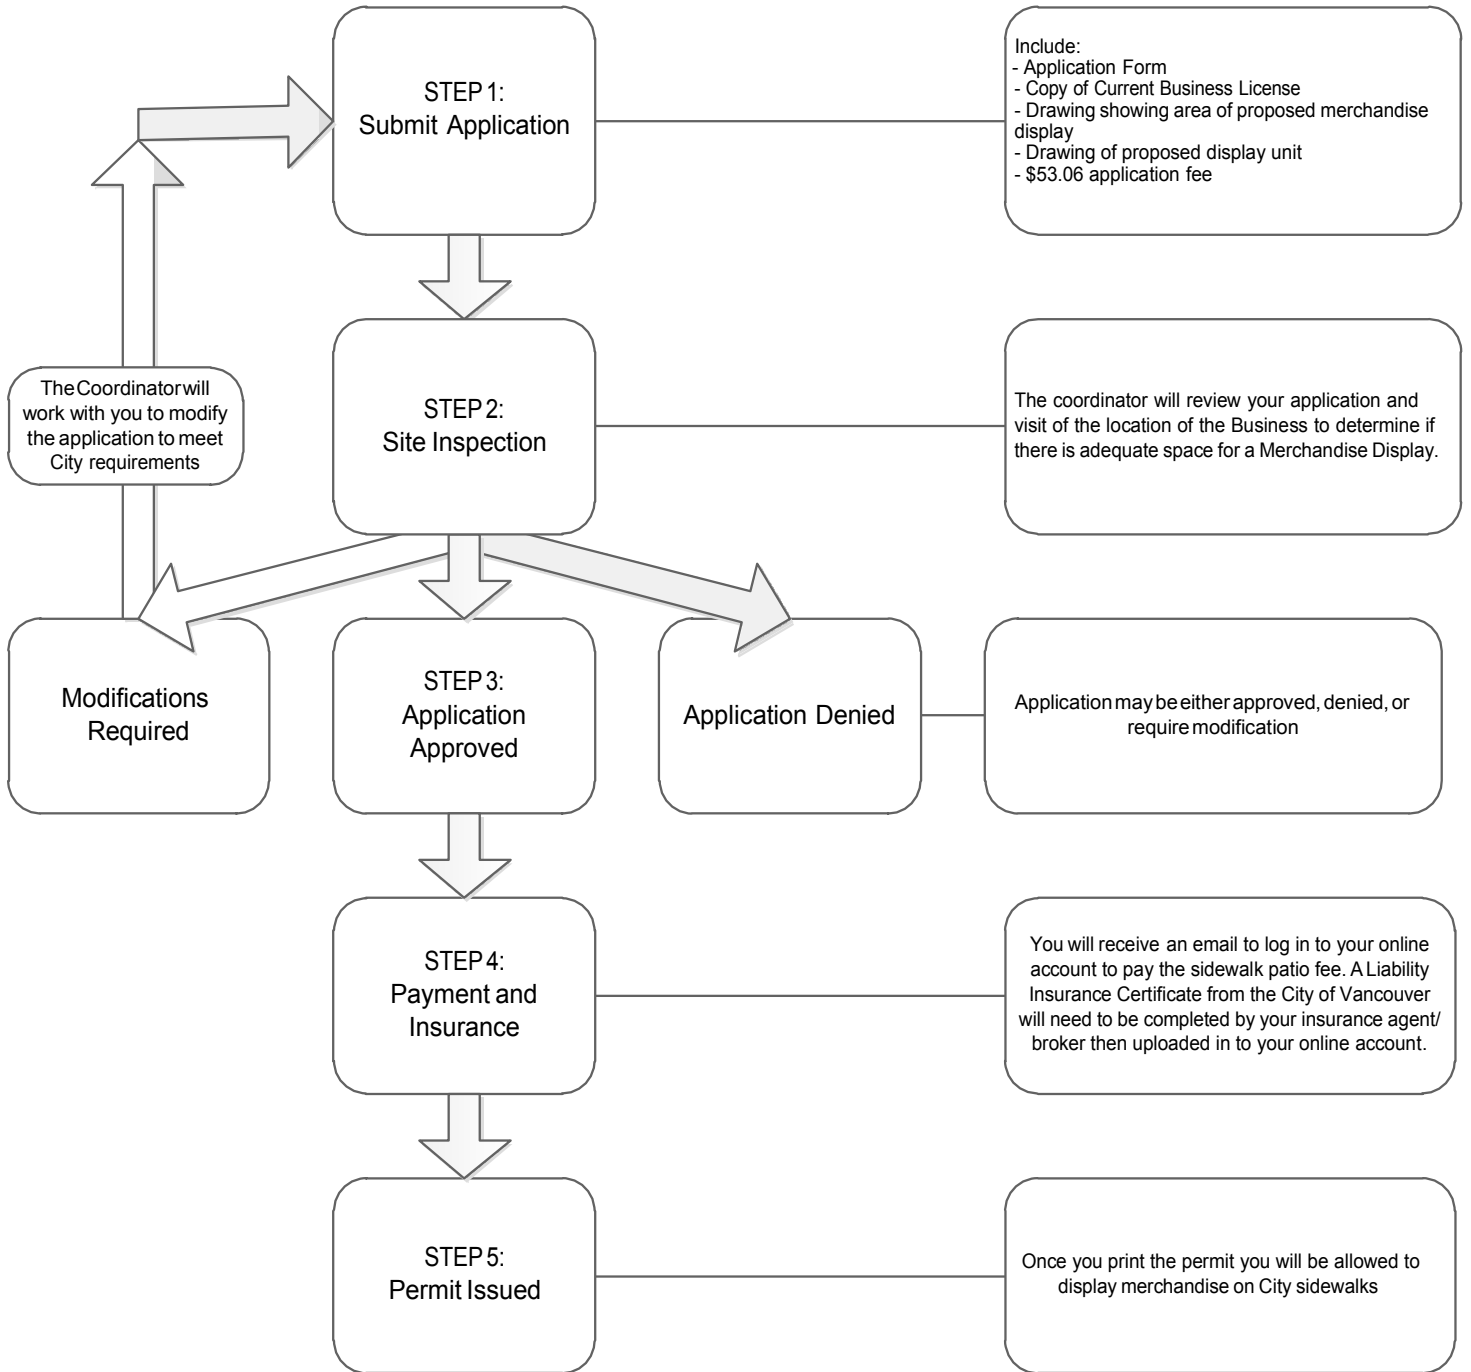 STEP 1:
Submit Application
Include:
- Application Form
- Copy of Current Business License
- Drawing showing area of proposed merchandise
display
- Drawing of proposed display unit
- $53.06 application fee
The Coordinator will
work with you to modify
the application to meet
City requirements
STEP 2:
Site Inspection
The coordinator will review your application and
visit of the location of the Business to determine if
there is adequate space for a Merchandise Display.
Modifications
Required
STEP 3:
Application
Approved
Application Denied
Application may be either approved, denied, or
require modification
STEP 4:
Payment and
Insurance
You will receive an email to log in to your online
account to pay the sidewalk patio fee. A Liability
Insurance Certificate from the City of Vancouver
will need to be completed by your insurance agent/
broker then uploaded in to your online account.
STEP 5:
Permit Issued
Once you print the permit you will be allowed to
display merchandise on City sidewalks